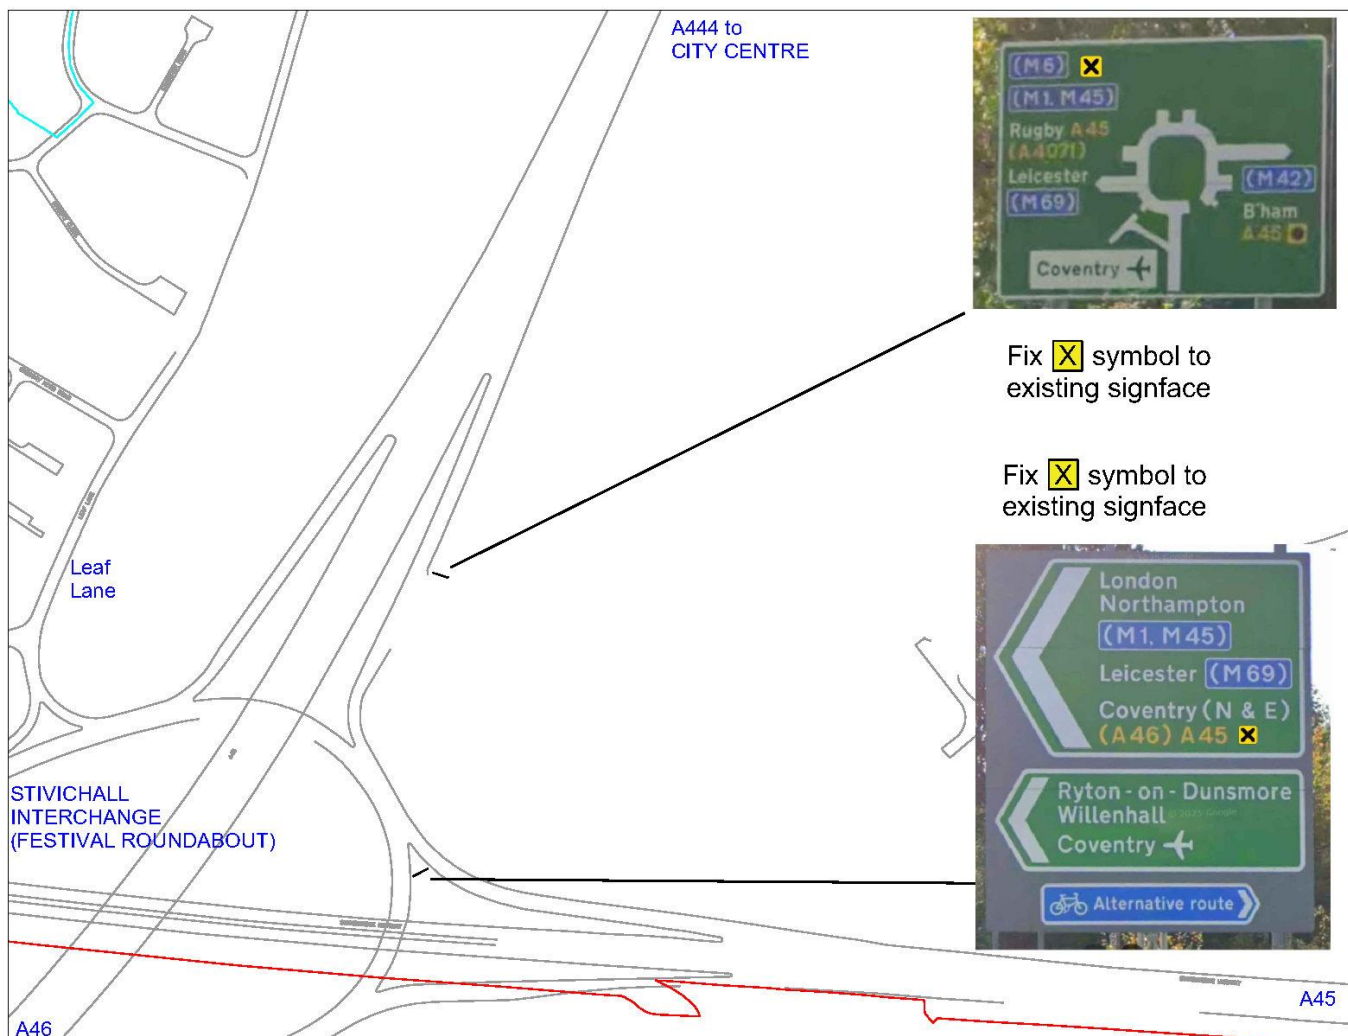 A444 to
CITY CENTRE
(M6) X
(M1, M45)
Rugby A45
(A4071)
Leicester
(M69)
(M42)
B'ham
A45
Coventry
Fix X symbol to
existing signface
Fix X symbol to
existing signface
Leaf
Lane
London
Northampton
(M1, M45)
Leicester (M69)
Coventry (N & E)
(A46) A45 X
Ryton-on-Dunsmore
Willenhall
Coventry
Alternative route
STIVICHALL
INTERCHANGE
(FESTIVAL ROUNDABOUT)
A45
A46